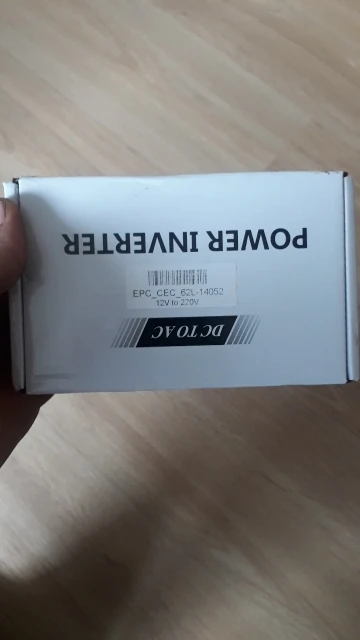 POWER INVERTER
EPC_CEC_62L-14052
12V to 220V
DC TO AC